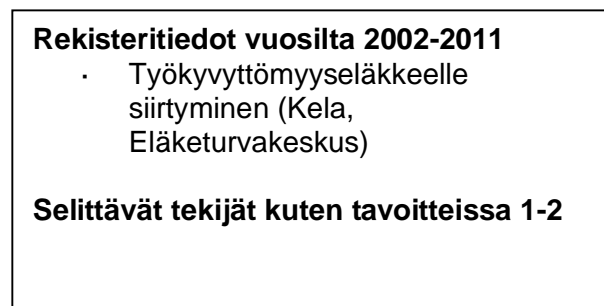 Rekisteritiedot vuosilta 2002-2011
· Työkyvyttömyyseläkkeelle
siirtyminen (Kela,
Eläketurvakeskus)
Selittävät tekijät kuten tavoitteissa 1-2